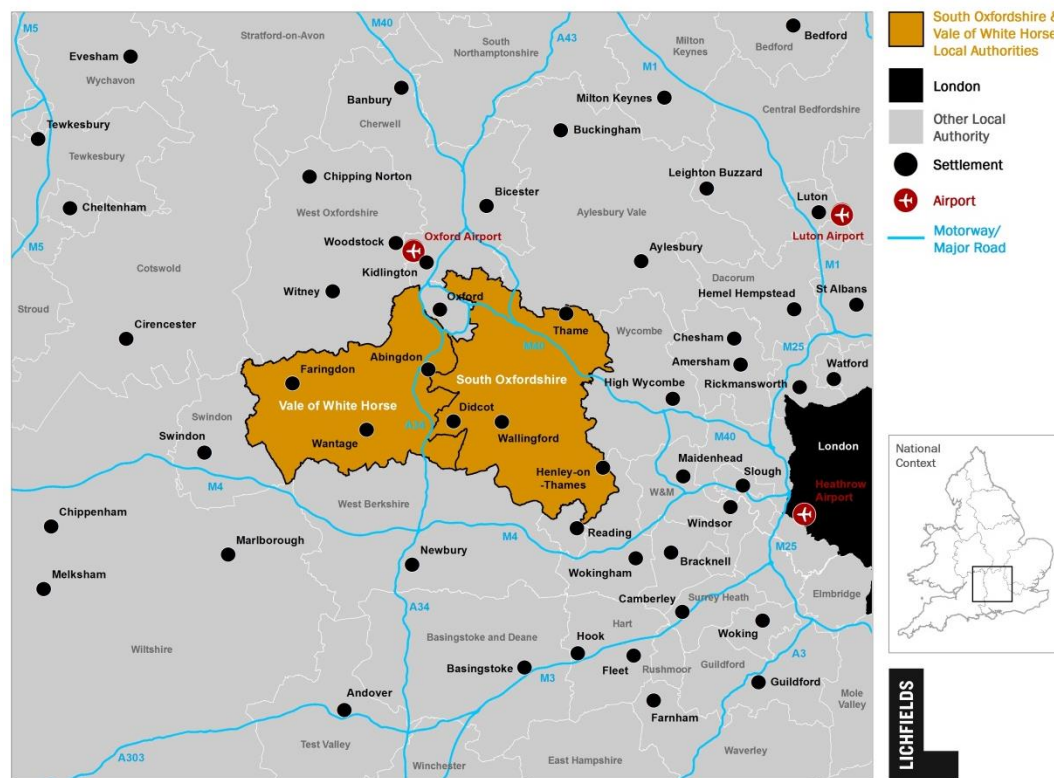 M5
M40
Stratford-on-Avon
South
Northamptonshire
A43
Milton
Keynes
Bedford
Bedford
Evesham
Wychavon
M1
Banbury
Cherwell
Milton Keynes
Central Bedfordshire
Tewkesbury
Tewkesbury
Buckingham
Chipping Norton
Leighton Buzzard
Cheltenham
West Oxfordshire
Bicester
Aylesbury Vale
Luton
Luton Airport
M5
Woodstock
Oxford Airport
Kidlington
Aylesbury
M1
Cotswold
Dacorum
Stroud
Witney
Oxford
Hemel Hempstead
St Albans
Cirencester
Thame
Wycombe
Chesham
M25
M40
Abingdon
Amersham
Watford
Faringdon
South Oxfordshire
High Wycombe
Rickmansworth
Vale of White Horse
Didcot
Swindon
Wallingford
A34
Swindon
Wantage
M40
London
Maidenhead
Slough
Henley-on
-Thames
Heathrow
Airport
M4
West Berkshire
W&M
Windsor
Chippenham
Reading
M4
M25
Marlborough
Newbury
Wokingham
Bracknell
Melksham
A34
Camberley
Surrey Heath
Elmbridge
Wiltshire
Basingstoke and Deane
Hart
Hook
Woking
A3
Basingstoke
M3
Fleet
Rushmoor
Guildford
Guildford
Andover
Farnham
Mole
Valley
Test Valley
A303
Winchester
East Hampshire
Waverley
South Oxfordshire &
Vale of White Horse
Local Authorities
London
Other Local
Authority
Settlement
Airport
Motorway/
Major Road
National
Context
LICHFIELDS